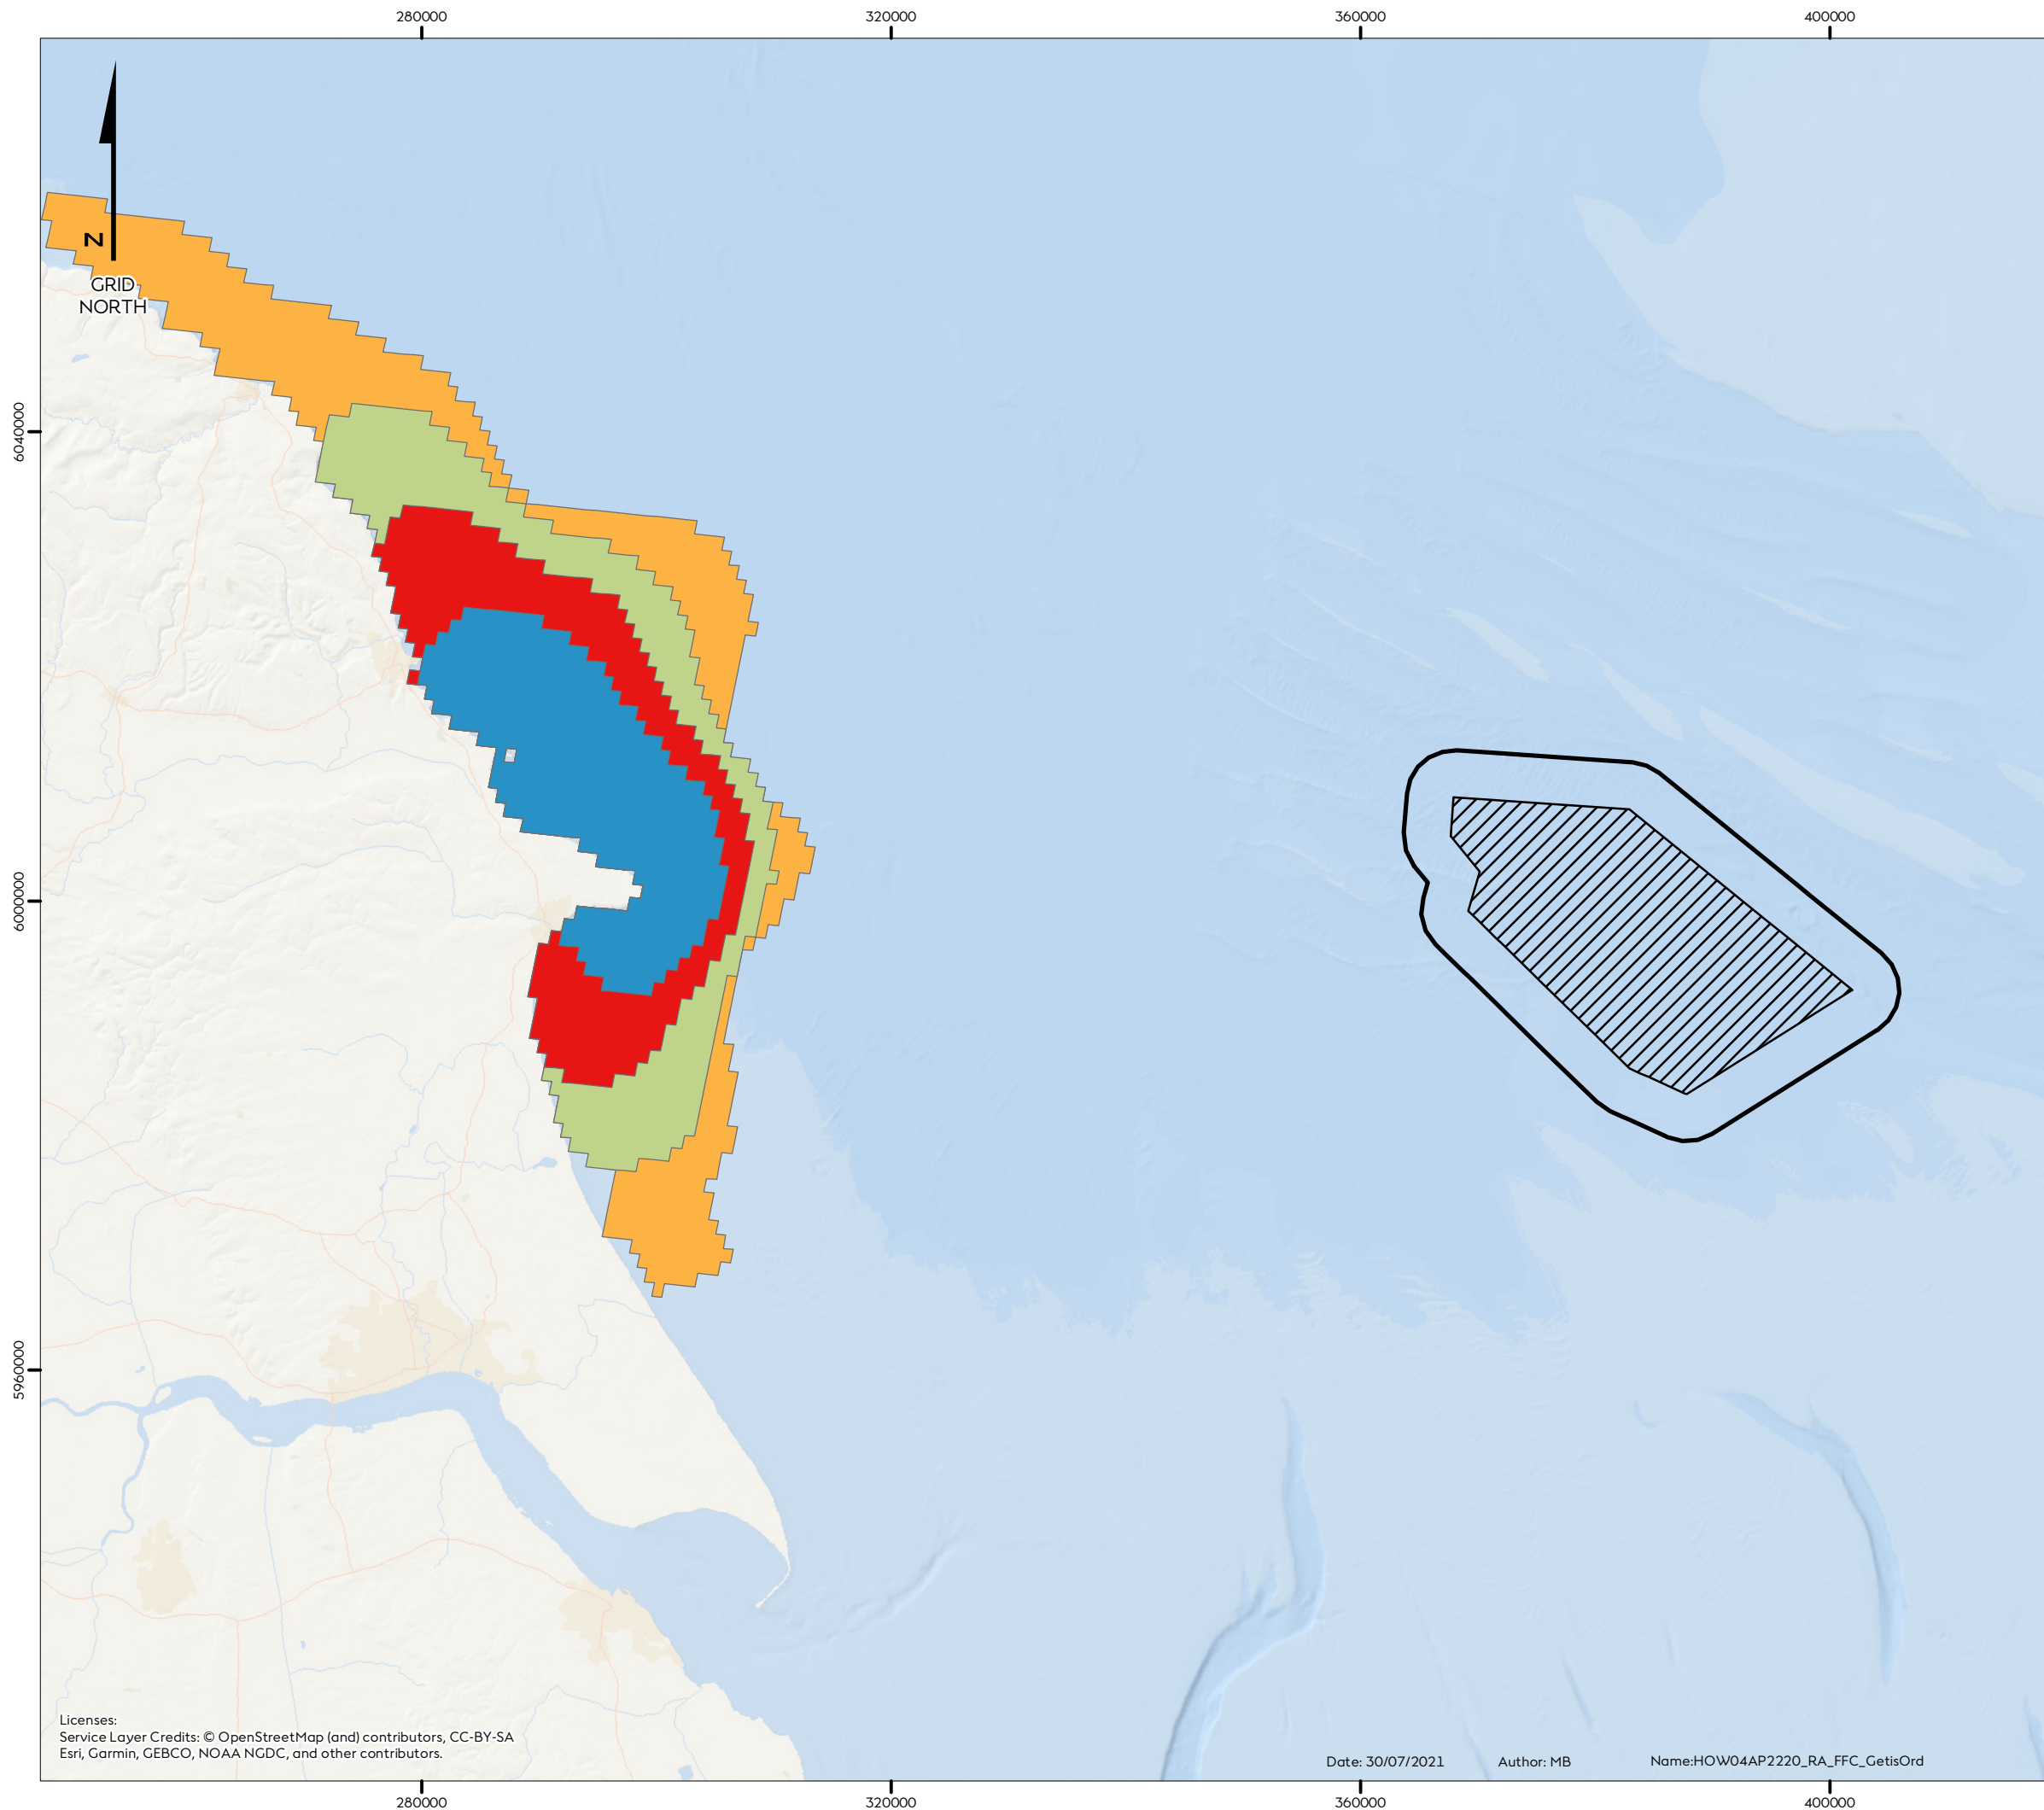 280000
320000
360000
400000
N
GRID
NORTH
6040000
6000000
5960000
Licenses:
Service Layer Credits: © OpenStreetMap (and) contributors, CC-BY-SA
Esri, Garmin, GEBCO, NOAA NGDC, and other contributors.
Date: 30/07/2021
Author: MB
Name:HOW04AP2220_RA_FFC_GetisOrd
280000
320000
360000
400000